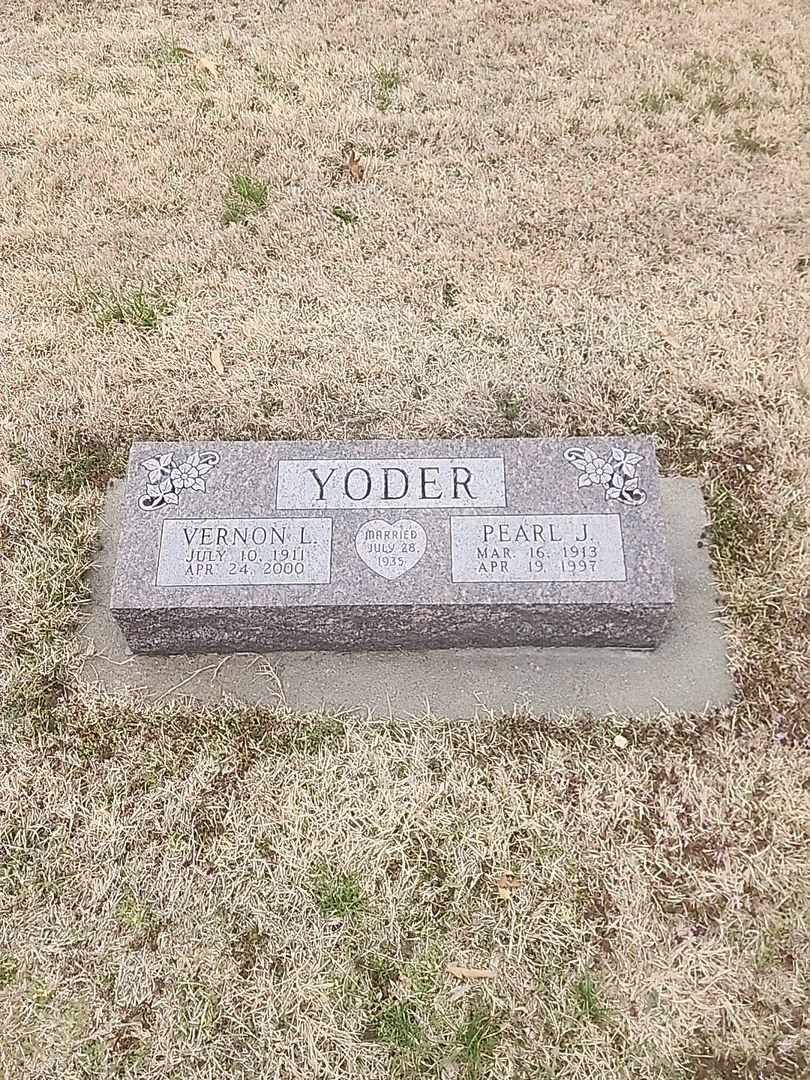 YODER
VERNON L.
JULY 10, 1911
APR 24, 2000
MARRIED
JULY 28,
1935
PEARL J.
MAR. 16, 1913
APR 19, 1997